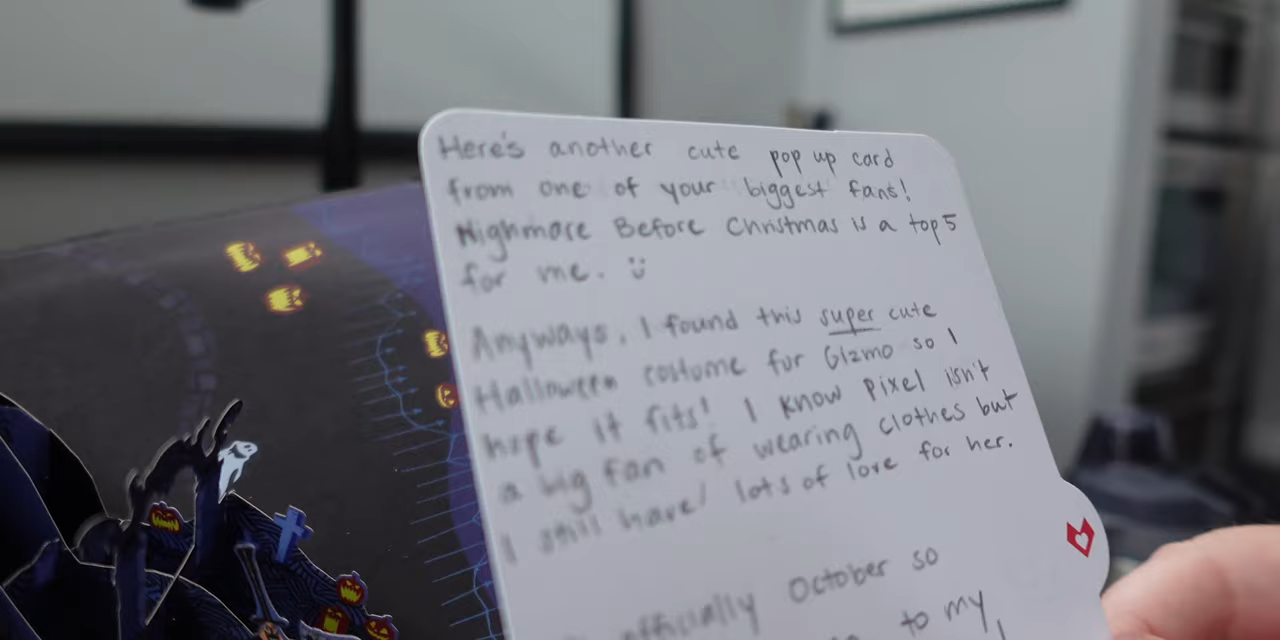 Here's another cute pop up card
from one of your biggest fans!
Nighmare Before Christmas is a top 5
for me. :)
Anyways, I found this super cute
Halloween costume for Gizmo so I
hope it fits! I know Pixel isn't
a big fan of wearing clothes but
I still have lots of love for her.
officially October so
to my